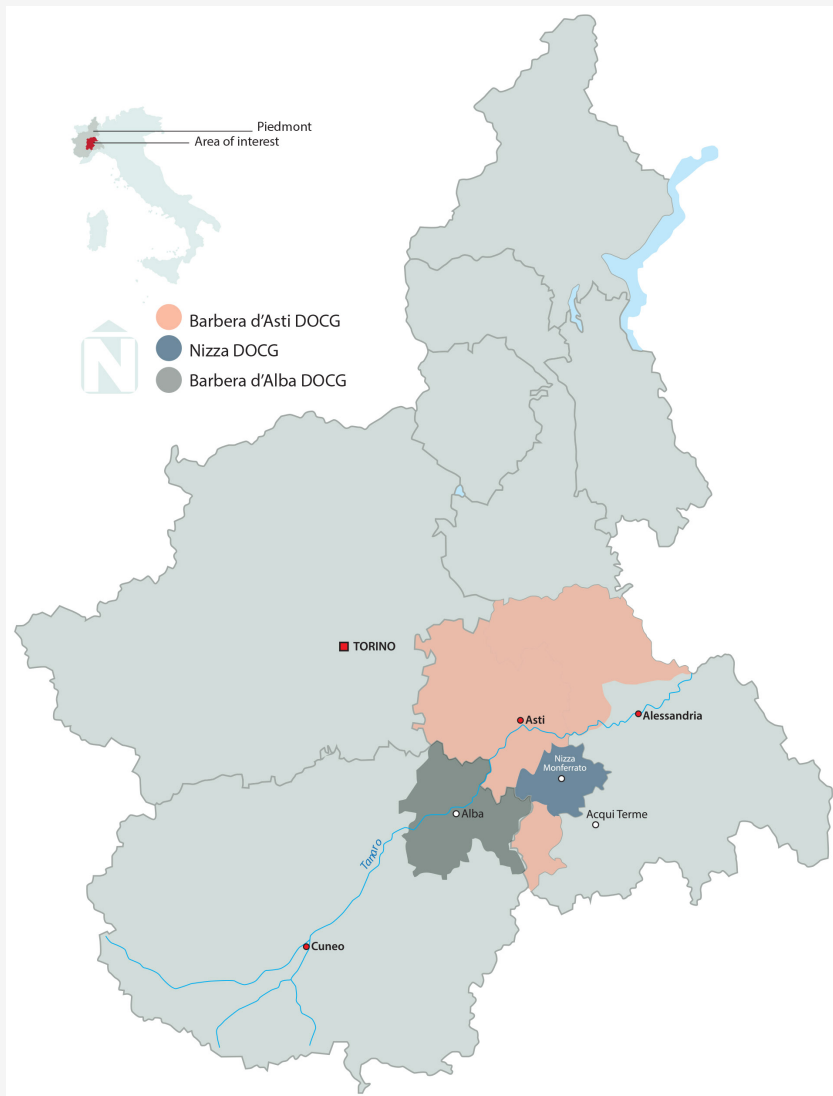 Piedmont
Area of interest
Barbera d'Asti DOCG
N
Nizza DOCG
Barbera d'Alba DOCG
TORINO
Asti
Alessandria
Nizza
Monferrato
Alba
Acqui Terme
Tanaro
Cuneo